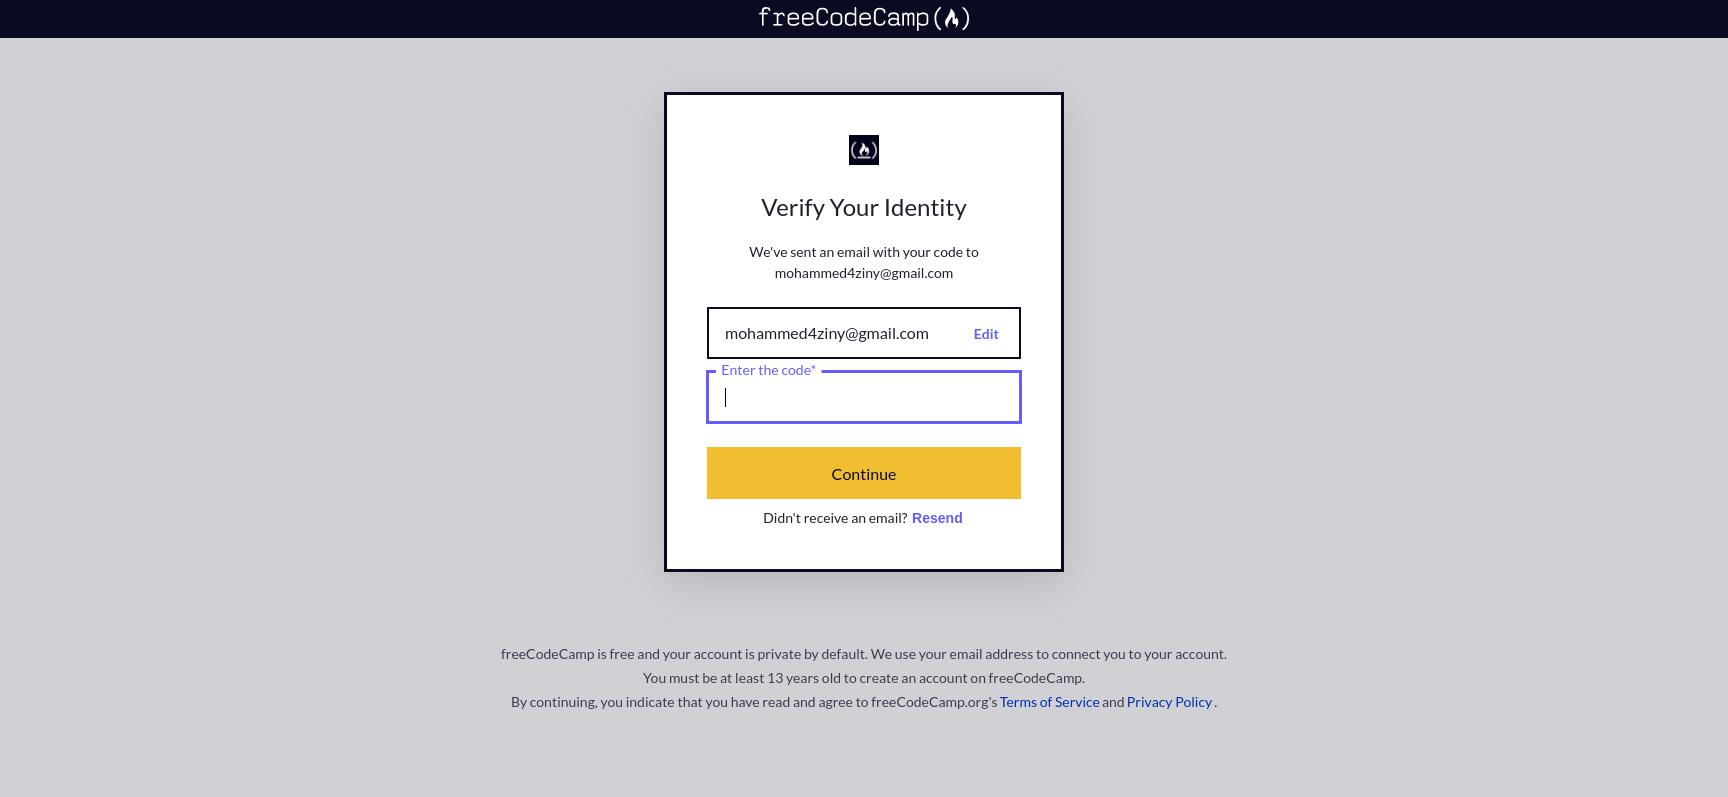 freeCodeCamp
Verify Your Identity
We've sent an email with your code to
mohammed4ziny@gmail.com
mohammed4ziny@gmail.com Edit
Enter the code*
Continue
Didn't receive an email? Resend
freeCodeCamp is free and your account is private by default. We use your email address to connect you to your account.
You must be at least 13 years old to create an account on freeCodeCamp.
By continuing, you indicate that you have read and agree to freeCodeCamp.org's Terms of Service and Privacy Policy .